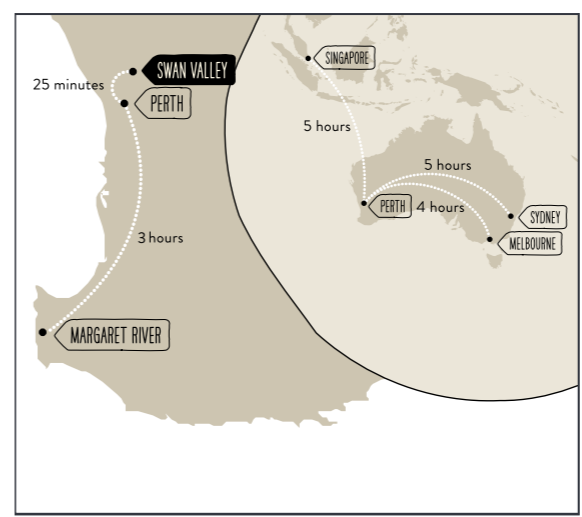 SWAN VALLEY
25 minutes
PERTH
3 hours
MARGARET RIVER
SINGAPORE
5 hours
5 hours
PERTH
4 hours
SYDNEY
MELBOURNE